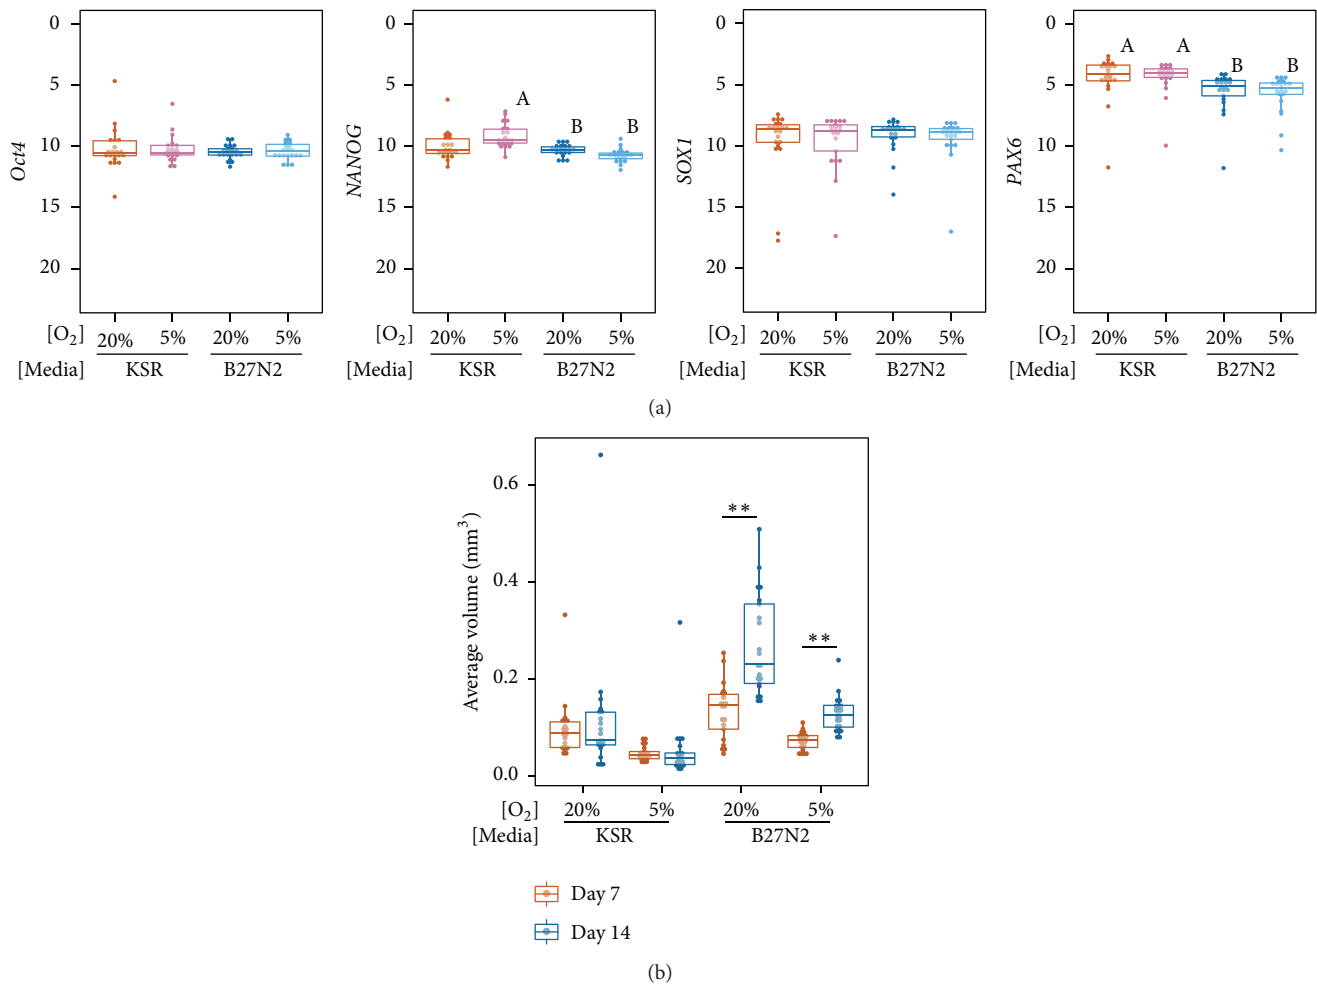 0
5
10
15
20
Oct4
[O2]
20% 5% 20% 5%
[Media]
KSR B27N2
0
5
10
15
20
NANOG
A
B
B
[O2]
20% 5% 20% 5%
[Media]
KSR B27N2
0
5
10
15
20
SOX1
[O2]
20% 5% 20% 5%
[Media]
KSR B27N2
0
5
10
15
20
PAX6
A
A
B
B
[O2]
20% 5% 20% 5%
[Media]
KSR B27N2
(a)
0.6
0.4
0.2
0.0
Average volume (mm3)
**
**
[O2]
20% 5% 20% 5%
[Media]
KSR B27N2
Day 7
Day 14
(b)